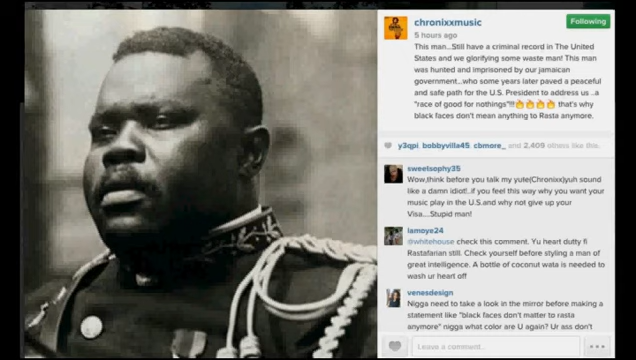 chronixxmusic
Following
5 hours ago
This man...Still have a criminal record in The United
States and we glorifying some waste man! This man
was hunted and imprisoned by our jamaican
government...who some years later paved a peaceful
and safe path for the U.S. President to address us ..a
"race of good for nothings"!!!🔥🔥🔥🔥 that's why
black faces don't mean anything to Rasta anymore.
y3qpi, bobbyvilla45, cbmore_ and 2,409 others like this.
sweetsophy35
Wow,think before you talk my yute(Chronixx)yuh sound
like a damn idiot!..if you feel this way why you want your
music play in the U.S.and why not give up your
Visa....Stupid man!
lamoye24
@whitehouse check this comment. Yu heart dutty fi
Rastafarian still. Check yourself before styling a man of
great intelligence. A bottle of coconut wata is needed to
wash ur heart off
venesdesign
Nigga need to take a look in the mirror before making a
statement like "black faces don't matter to rasta
anymore" nigga what color are U again? Ur ass don't
Leave a comment...